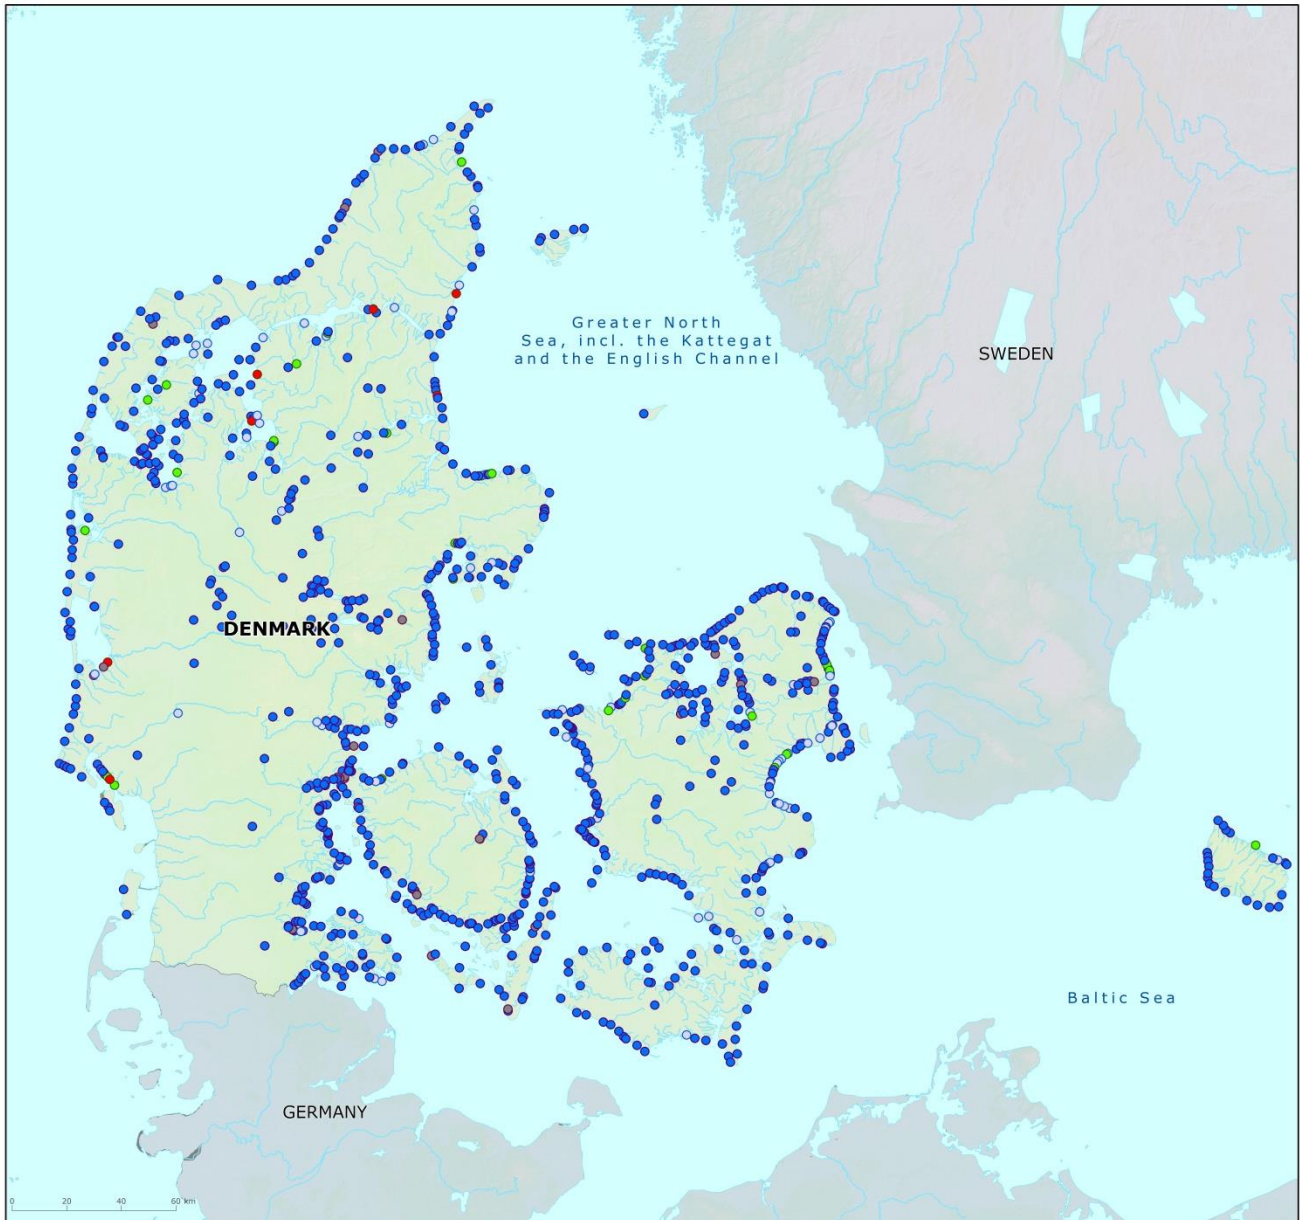 Greater North
Sea, incl. the Kattegat
and the English Channel
SWEDEN
DENMARK
Baltic Sea
GERMANY
0 20 40 60 km